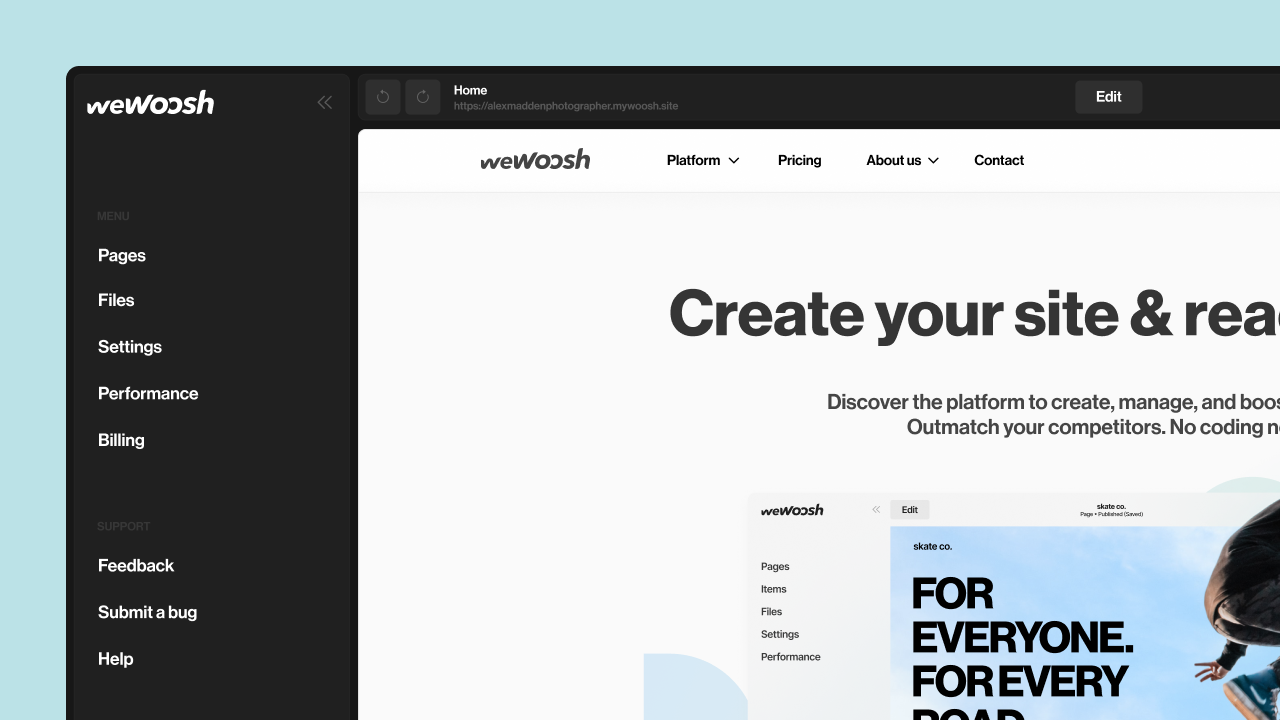 weWoosh
Home
https://alexmaddenphotographer.mywoosh.site
Edit
MENU
Pages
Files
Settings
Performance
Billing
SUPPORT
Feedback
Submit a bug
Help
weWoosh
Platform
Pricing
About us
Contact
Create your site &
Discover the platform to create, manage, and
Outmatch your competitors. No coding
weWoosh
Edit
skate co.
Page • Published (Saved)
Pages
Items
Files
Settings
Performance
skate co.
FOR
EVERYONE.
FOR EVERY
ROAD